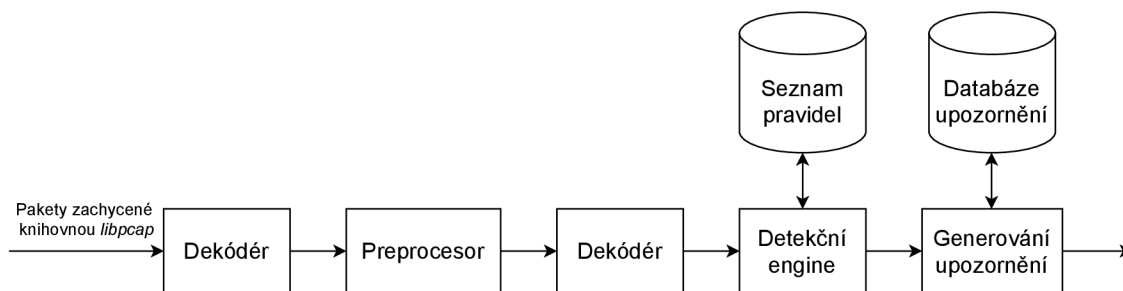 Seznam
pravidel
Databáze
upozornění
Pakety zachycené
knihovnou libpcap
Dekódér
Preprocesor
Dekódér
Detekční
engine
Generování
upozornění